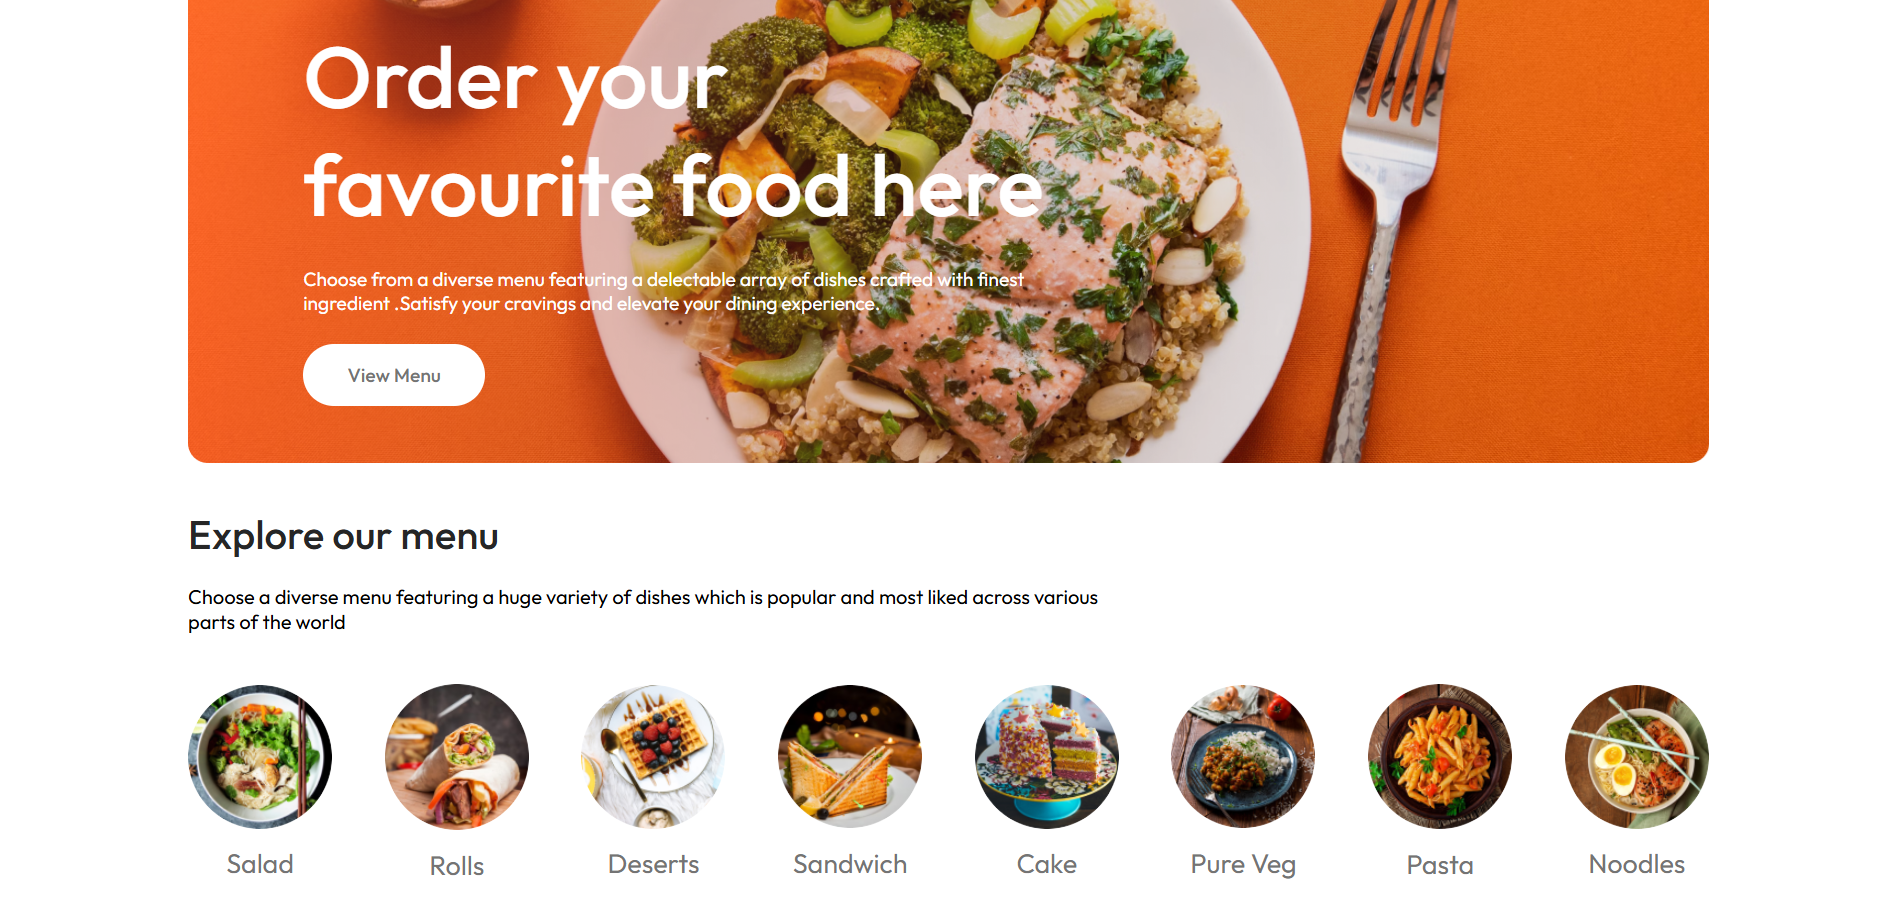 Order your
favourite food here
Choose from a diverse menu featuring a delectable array of dishes crafted with finest
ingredient .Satisfy your cravings and elevate your dining experience.
View Menu
Explore our menu
Choose a diverse menu featuring a huge variety of dishes which is popular and most liked across various
parts of the world
Salad
Rolls
Deserts
Sandwich
Cake
Pure Veg
Pasta
Noodles